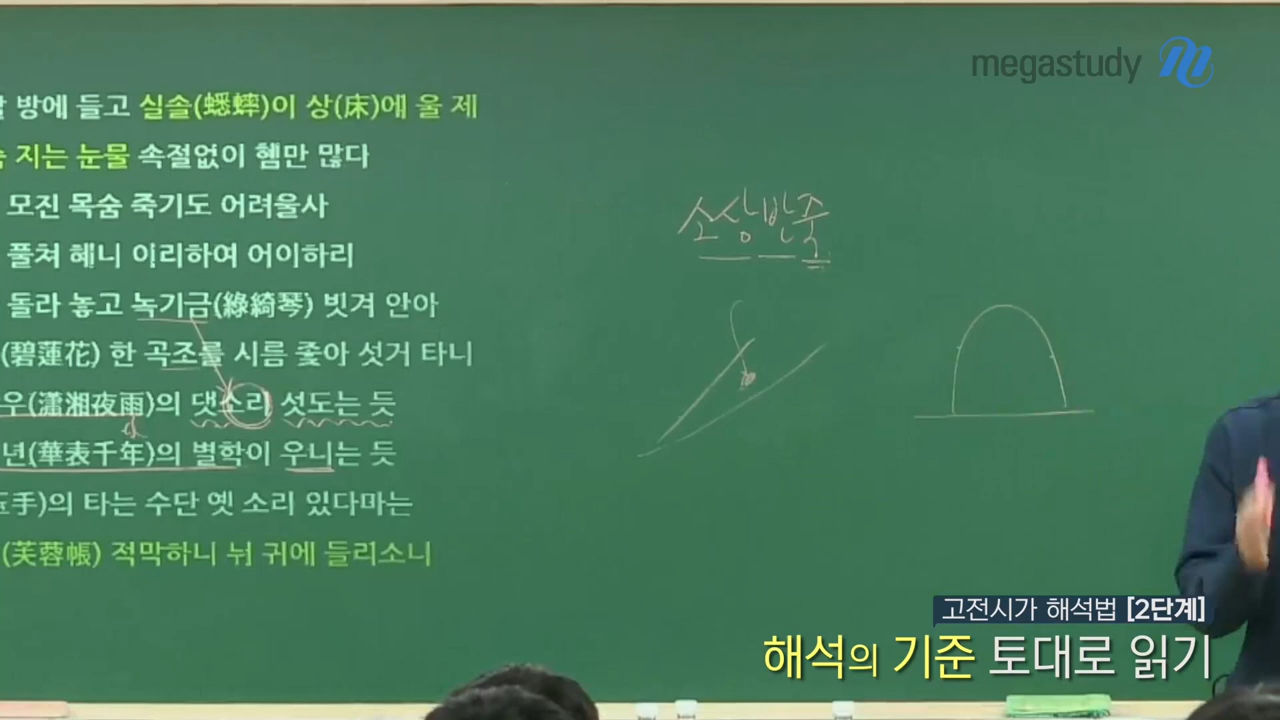 megastudy
방에 들고 실솔(蟋蟀)이 상(床)에 울 제
지는 눈물 속절없이 혬만 많다
모진 목숨 죽기도 어려울사
풀쳐 혜니 이리하여 어이하리
돌라 놓고 녹기금(綠綺琴) 빗겨 안아
(碧蓮花) 한 곡조를 시름 좇아 섯거 타니
우(瀟湘夜雨)의 댓소리 섯도는 듯
년(華表千年)의 별학이 우니는 듯
玉手)의 타는 수단 옛 소리 있다마는
(芙蓉帳) 적막하니 뉘 귀에 들리소니
소상반죽
고전시가 해석법 [2단계]
해석의 기준 토대로 읽기